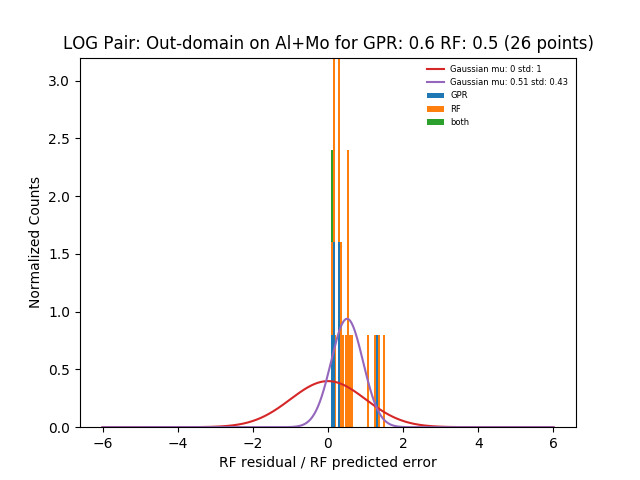 LOG Pair: Out-domain on Al+Mo for GPR: 0.6 RF: 0.5 (26 points)
Gaussian mu: 0 std: 1
Gaussian mu: 0.51 std: 0.43
GPR
RF
both
Normalized Counts
3.0
2.5
2.0
1.5
1.0
0.5
0.0
−6 −4 −2 0 2 4 6
RF residual / RF predicted error